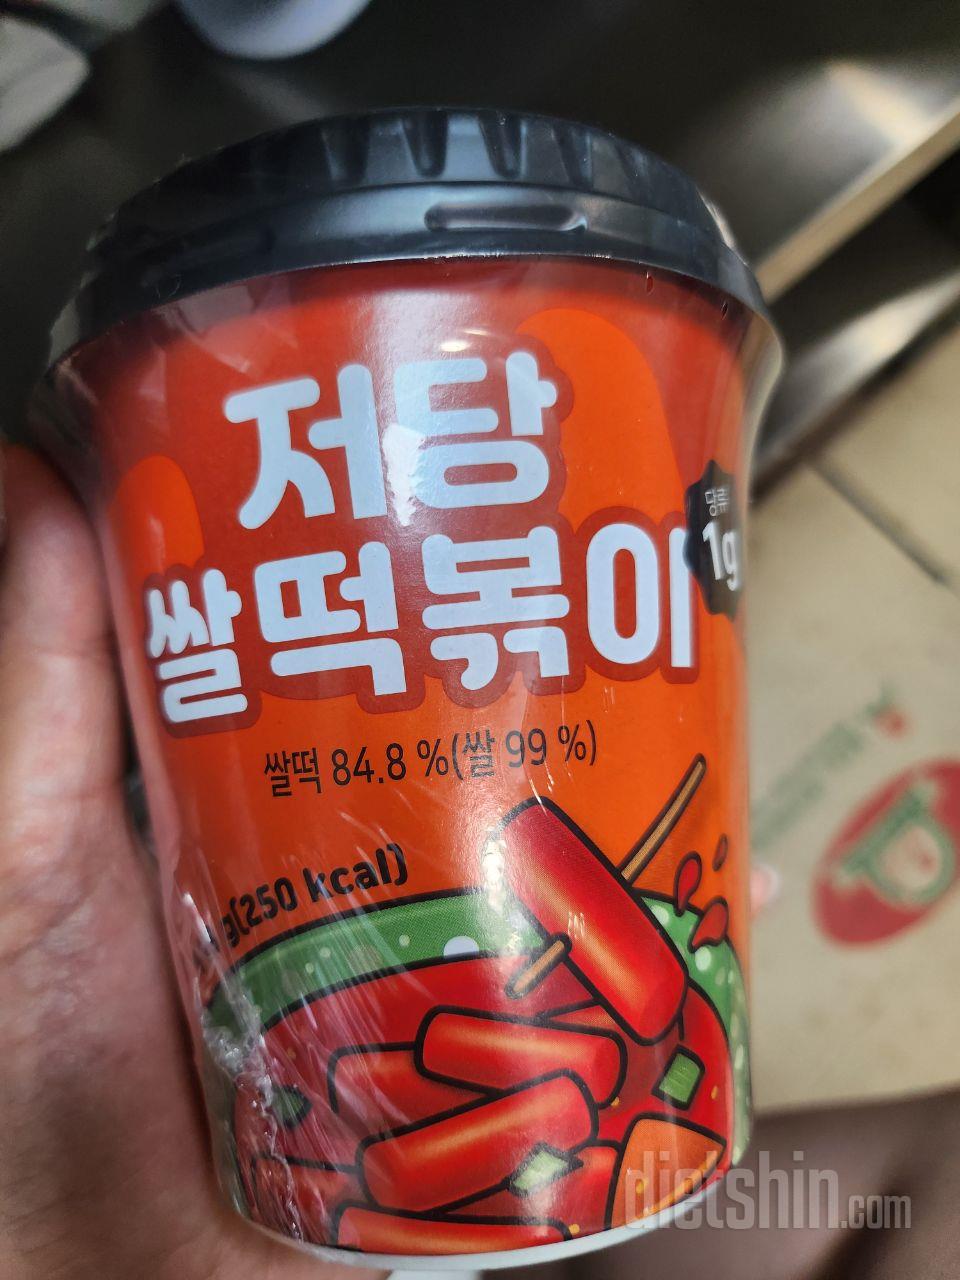 저당
쌀떡볶이
당류
1g
쌀떡 84.8 %(쌀 99 %)
g(250 kcal)
dietshin.com